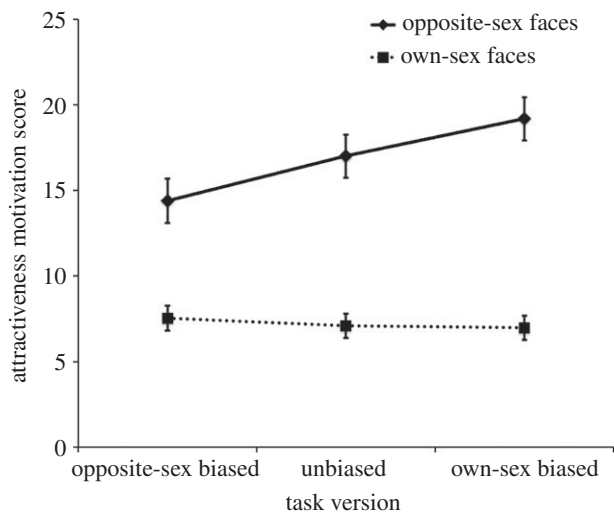 25
opposite-sex faces
own-sex faces
20
15
10
5
0
attractiveness motivation score
opposite-sex biased unbiased own-sex biased
task version